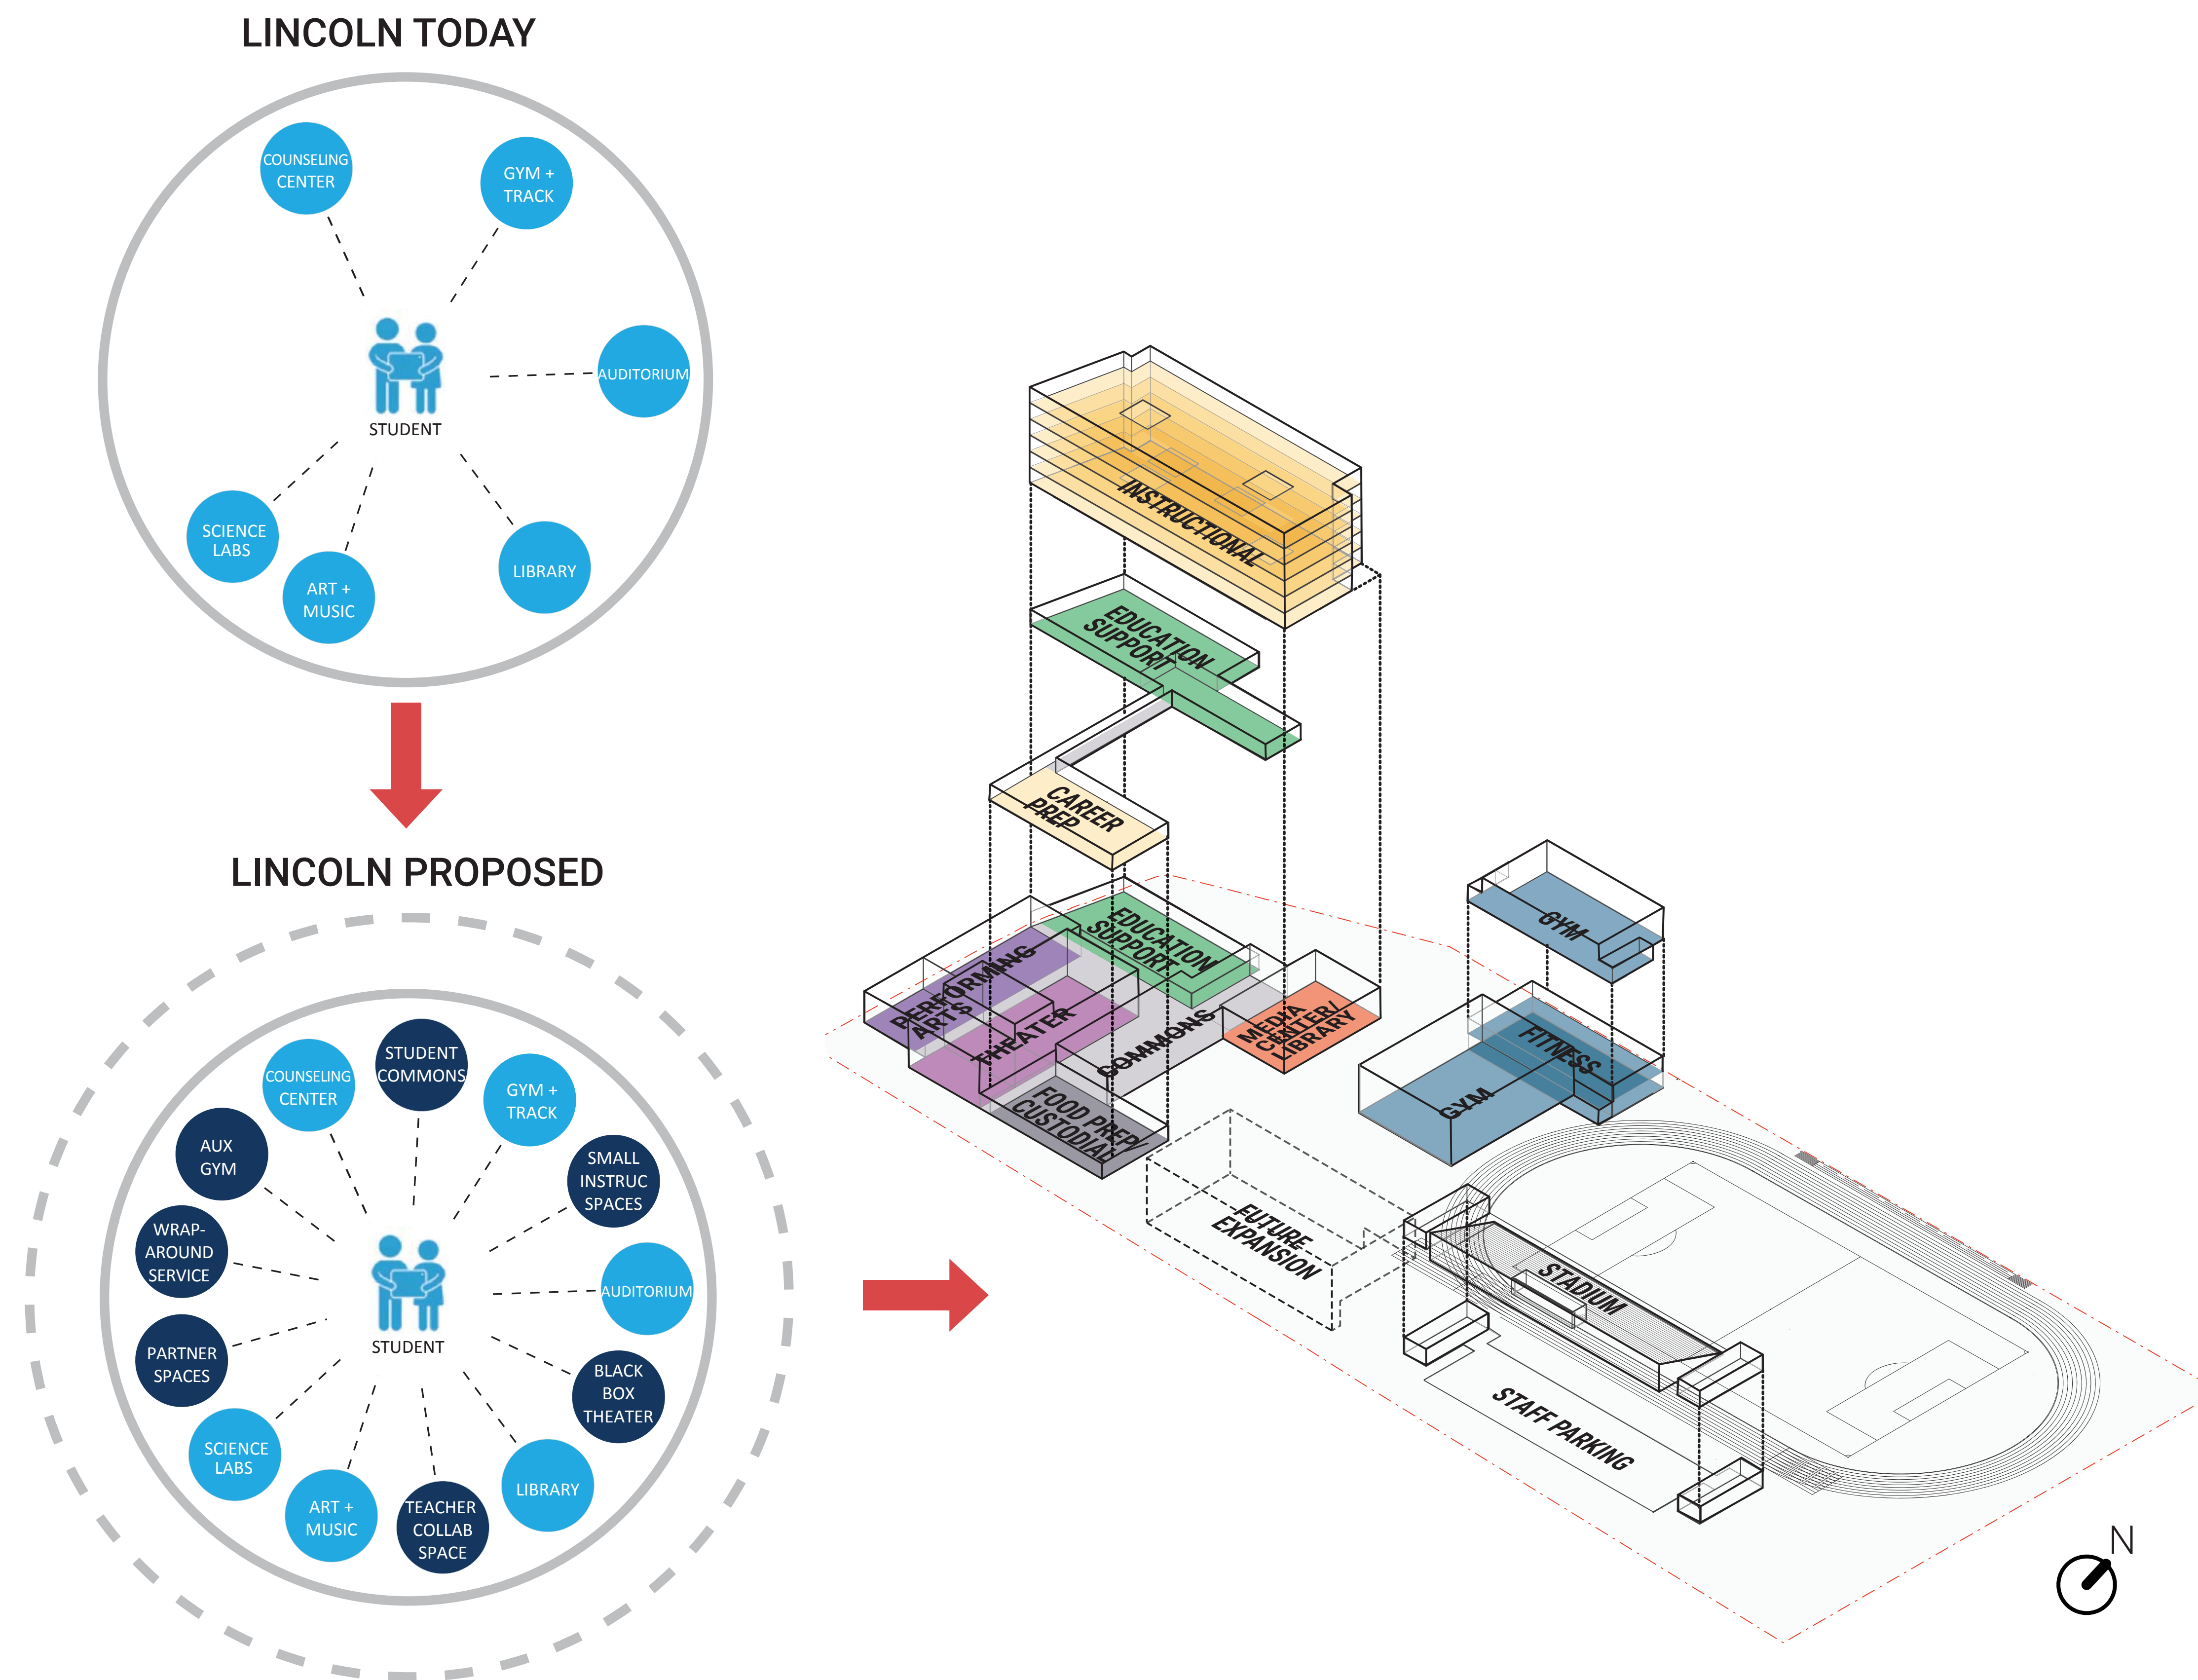 LINCOLN TODAY
COUNSELING
CENTER
GYM +
TRACK
AUDITORIUM
STUDENT
SCIENCE
LABS
ART +
MUSIC
LIBRARY
LINCOLN PROPOSED
STUDENT
COMMONS
COUNSELING
CENTER
GYM +
TRACK
AUX
GYM
SMALL
INSTRUC
SPACES
WRAP-
AROUND
SERVICE
AUDITORIUM
STUDENT
PARTNER
SPACES
BLACK
BOX
THEATER
SCIENCE
LABS
LIBRARY
ART +
MUSIC
TEACHER
COLLAB
SPACE
INSTRUCTIONAL
EDUCATION
SUPPORT
CAREER
PREP
EDUCATION
SUPPORT
PERFORMING
ARTS
THEATER
COMMONS
MEDIA
CENTER/
LIBRARY
FOOD PREP/
CUSTODIAL
GYM
FITNESS
GYM
FUTURE
EXPANSION
STADIUM
STAFF PARKING
N